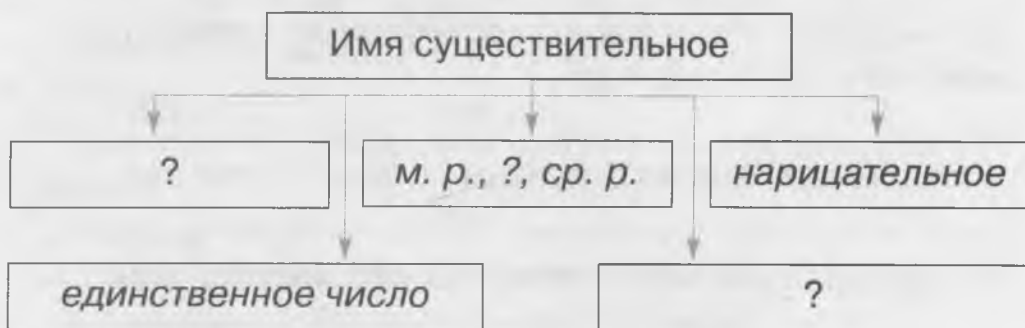 Имя существительное
?
м. р., ?, ср. р.
нарицательное
единственное число
?